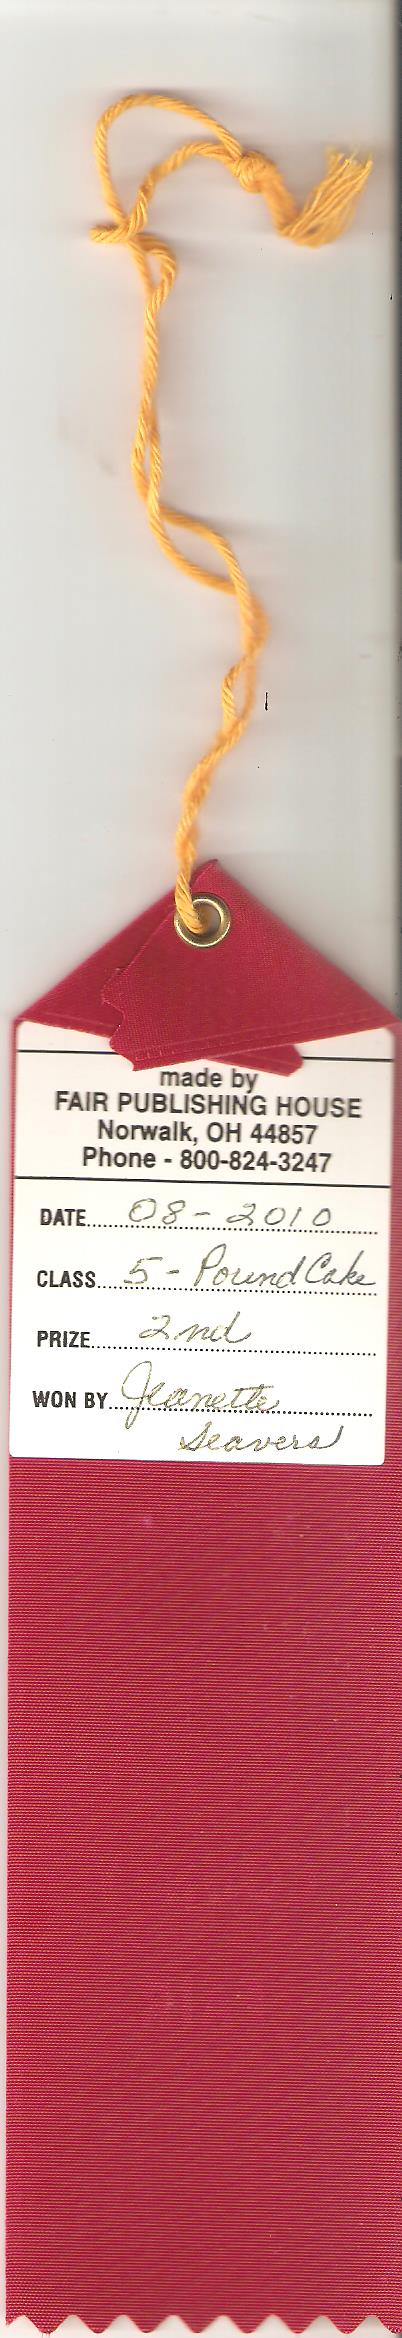 made by
FAIR PUBLISHING HOUSE
Norwalk, OH 44857
Phone - 800-824-3247
DATE......08-2010
CLASS...5-Pound Cake
PRIZE......2nd
WON BY..Jeanette
Seavers